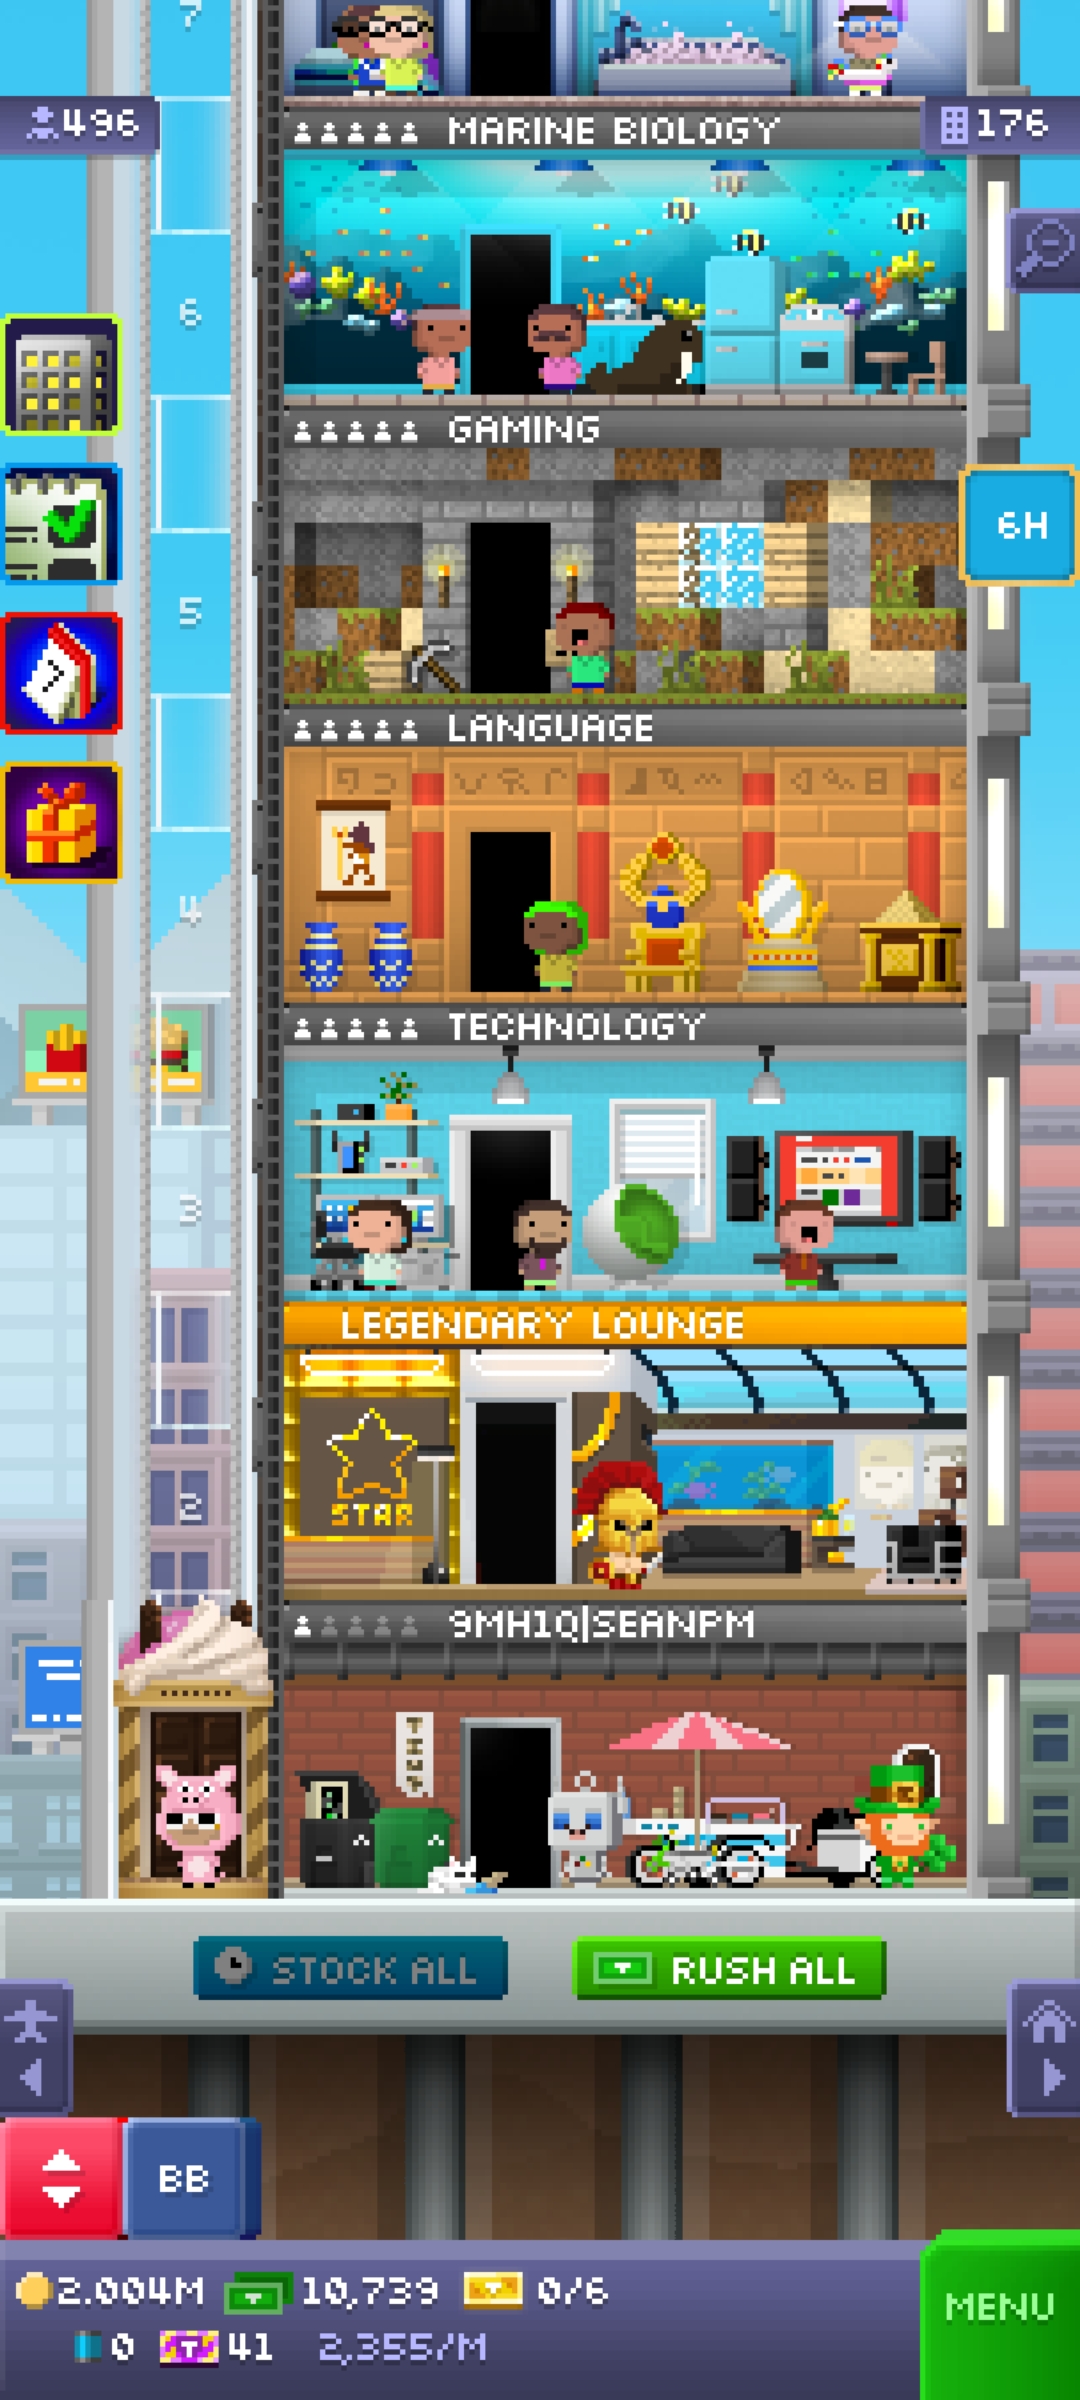 7
496
MARINE BIOLOGY
176
6
GAMING
6H
5
LANGUAGE
4
TECHNOLOGY
3
LEGENDARY LOUNGE
STAR
2
9MH1Q|SEANPM
STOCK ALL
RUSH ALL
BB
2.004M 10,739 0/6
MENU
0 41 2,355/M